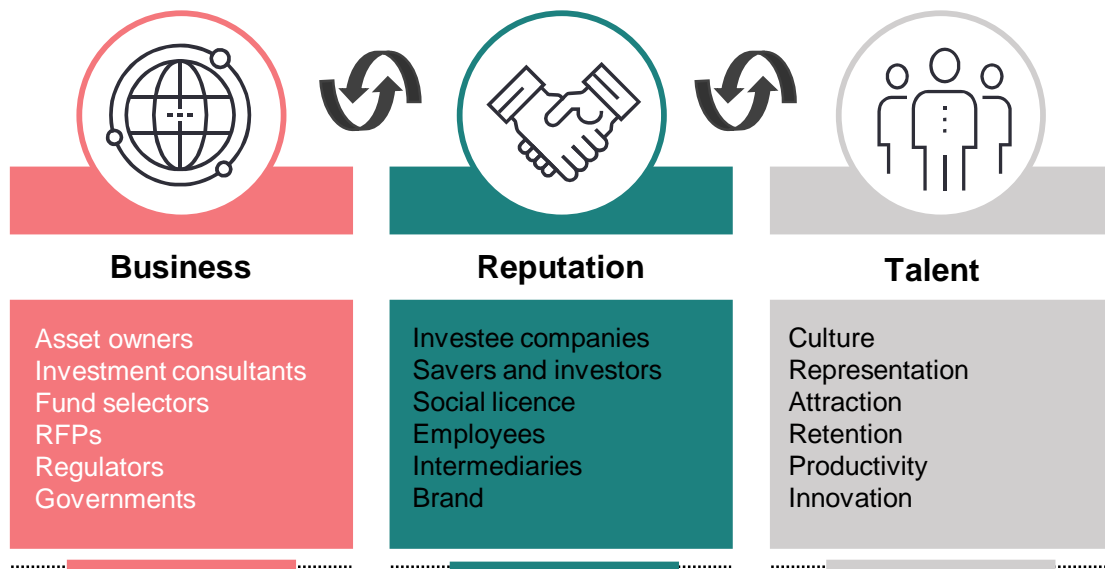 Business
Asset owners
Investment consultants
Fund selectors
RFPs
Regulators
Governments
Reputation
Investee companies
Savers and investors
Social licence
Employees
Intermediaries
Brand
Talent
Culture
Representation
Attraction
Retention
Productivity
Innovation